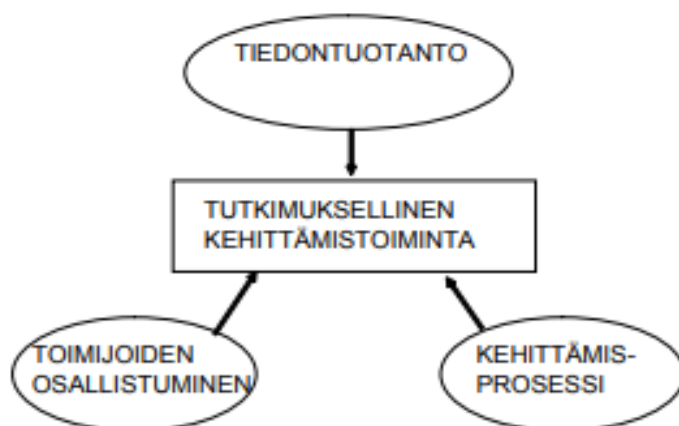 TIEDONTUOTANTO
TUTKIMUKSELLINEN
KEHITTÄMISTOIMINTA
TOIMIJOIDEN
OSALLISTUMINEN
KEHITTÄMIS-
PROSESSI